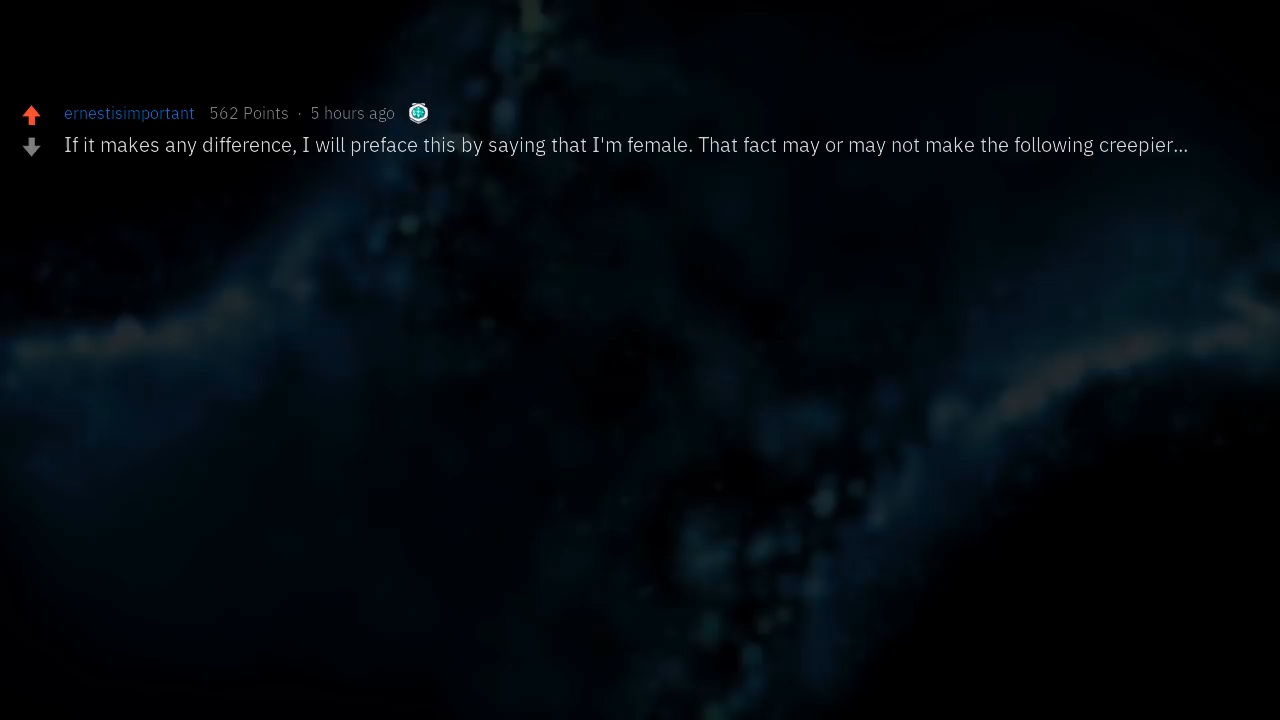 ernestisimportant 562 Points · 5 hours ago
If it makes any difference, I will preface this by saying that I'm female. That fact may or may not make the following creepier...